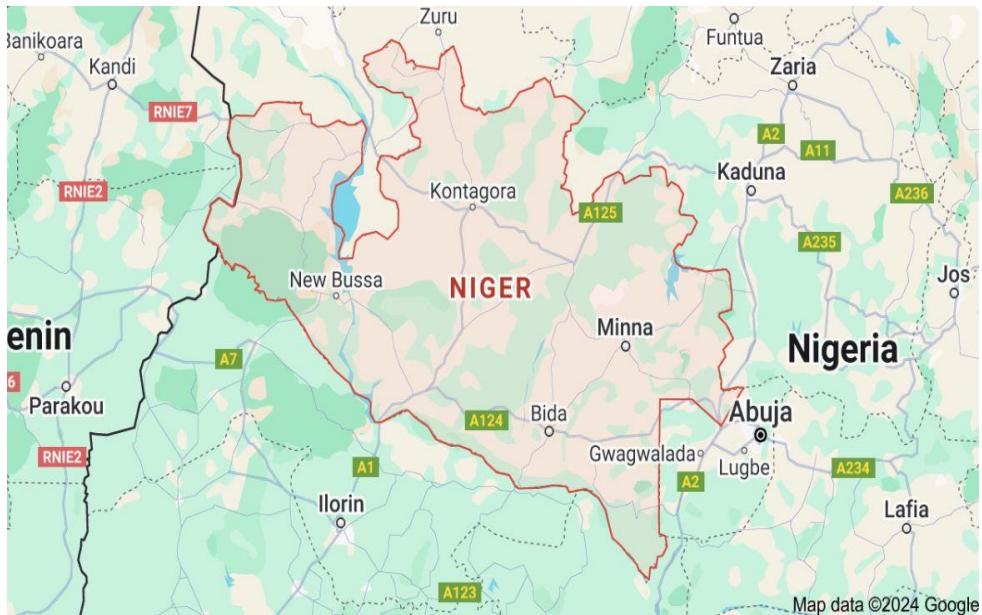 Zuru
Funtua
Banikoara
Kandi
Zaria
RNIE7
A2
A11
Kaduna
RNIE2
Kontagora
A125
A236
A235
Jos
New Bussa
NIGER
Minna
enin
Nigeria
A7
6
Parakou
A124
Bida
Abuja
RNIE2
Gwagwalada
Lugbe
A1
A2
A234
Ilorin
Lafia
A123
Map data ©2024 Google